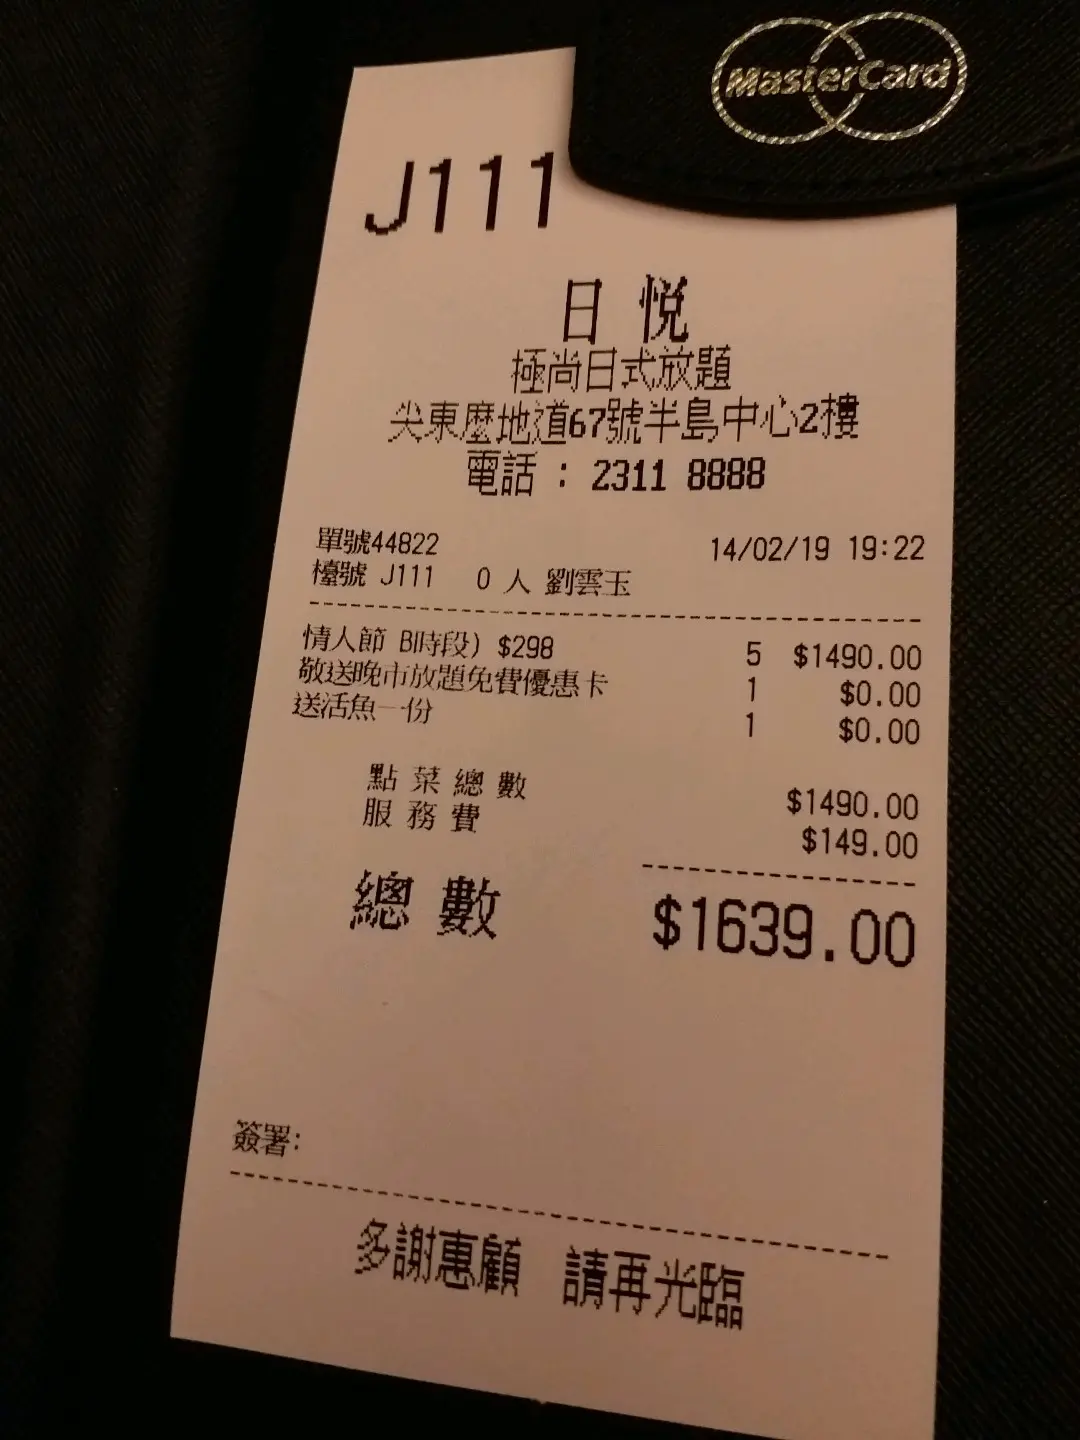 MasterCard
J111
日悅
極尚日式放題
尖東麼地道67號半島中心2樓
電話 : 2311 8888
單號44822 14/02/19 19:22
檯號 J111 0 人 劉雲玉
情人節 B時段) $298 5 $1490.00
敬送晚市放題免費優惠卡 1 $0.00
送活魚一份 1 $0.00
點菜總數 $1490.00
服務費 $149.00
總數 $1639.00
簽署:
多謝惠顧 請再光臨